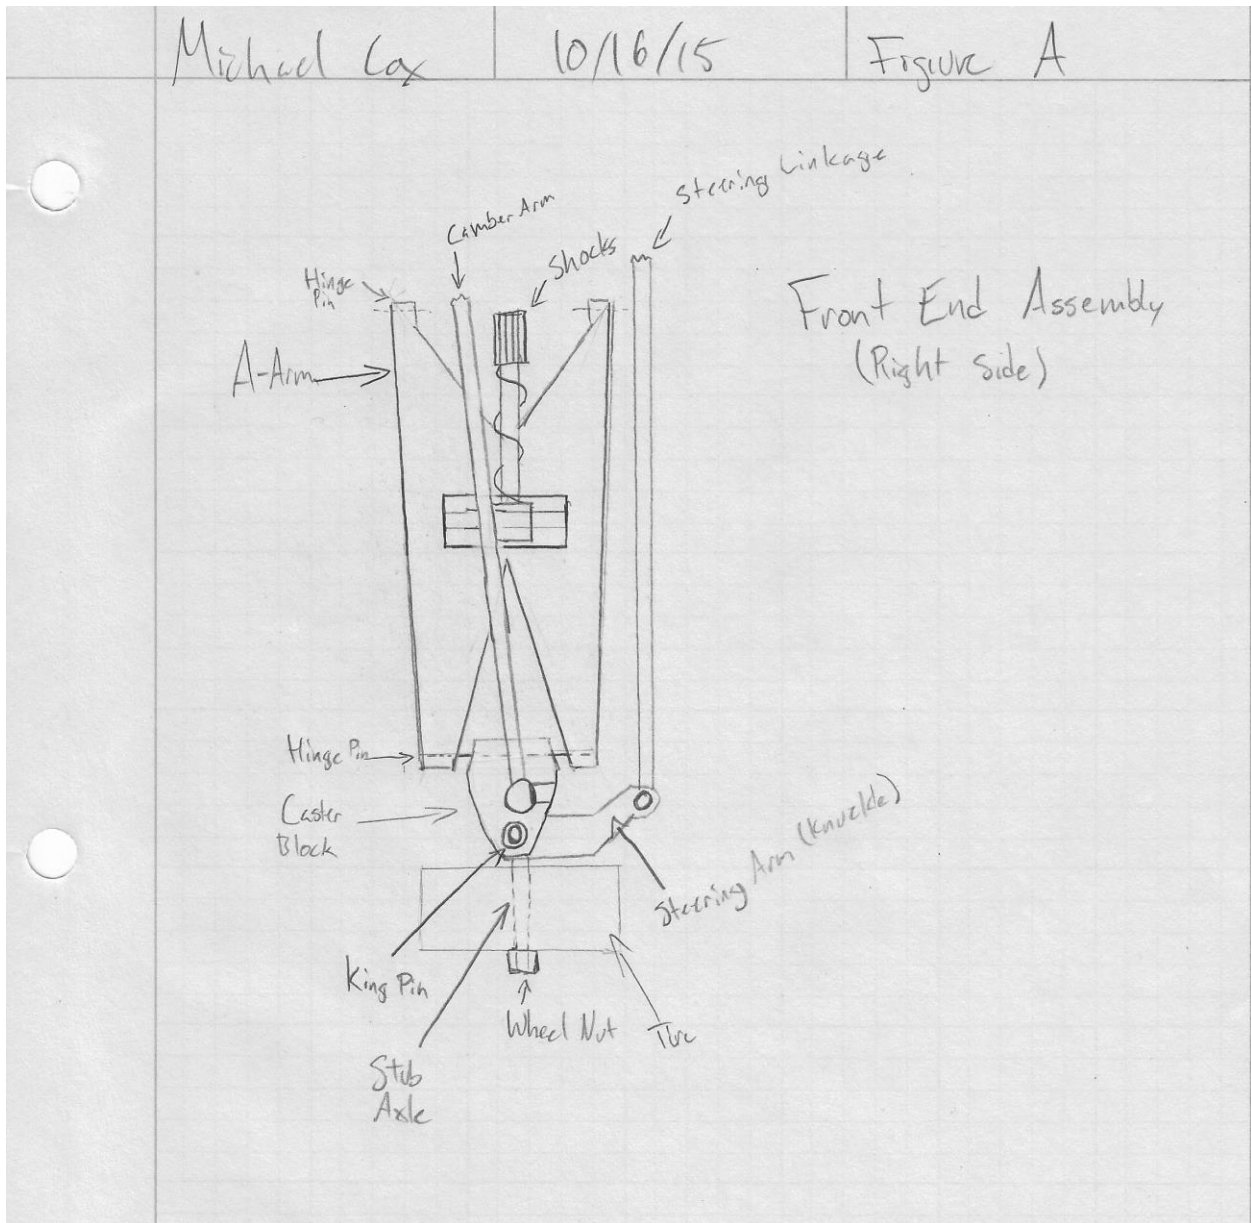 Michael Cox
10/16/15
Figure A
Steering Linkage
Camber Arm
Shocks
Hinge
Pin
Front End Assembly
(Right Side)
A-Arm
Hinge Pin
Caster
Block
Steering Arm (Knuckle)
King Pin
Wheel Nut
Tire
Stub
Axle